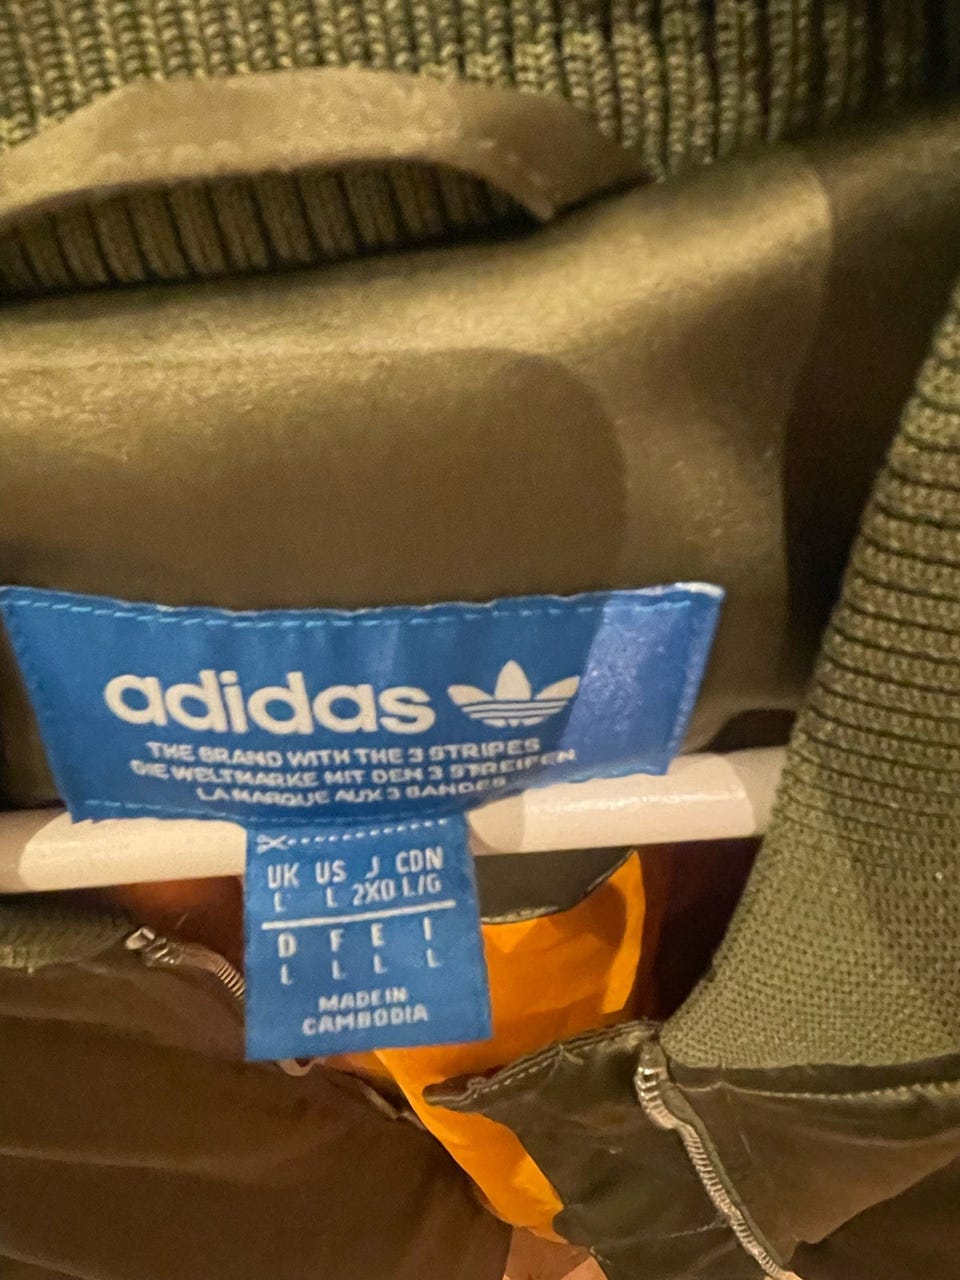 adidas
THE BRAND WITH THE 3 STRIPES
DIE WELTMARKE MIT DEN 3 STREIFEN
LA MARQUE AUX 3 BANDES
UK US J CDN
L L 2XO L/G
D F E I
L L L L
MADE IN
CAMBODIA